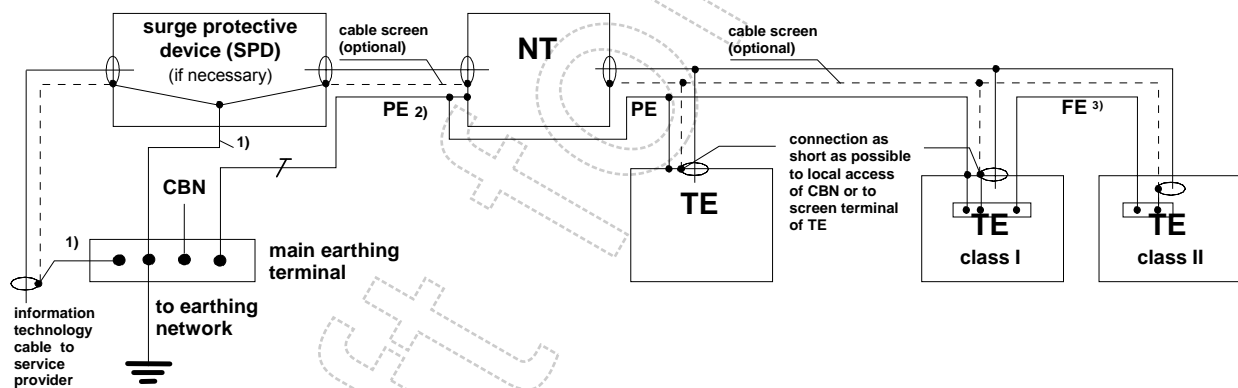 surge protective
device (SPD)
(if necessary)
cable screen
(optional)
NT
cable screen
(optional)
PE 2)
PE
FE 3)
1)
connection as
short as possible
to local access
of CBN or to
screen terminal
of TE
CBN
TE
TE
class I
TE
class II
1)
main earthing
terminal
to earthing
network
information
technology
cable to
service
provider